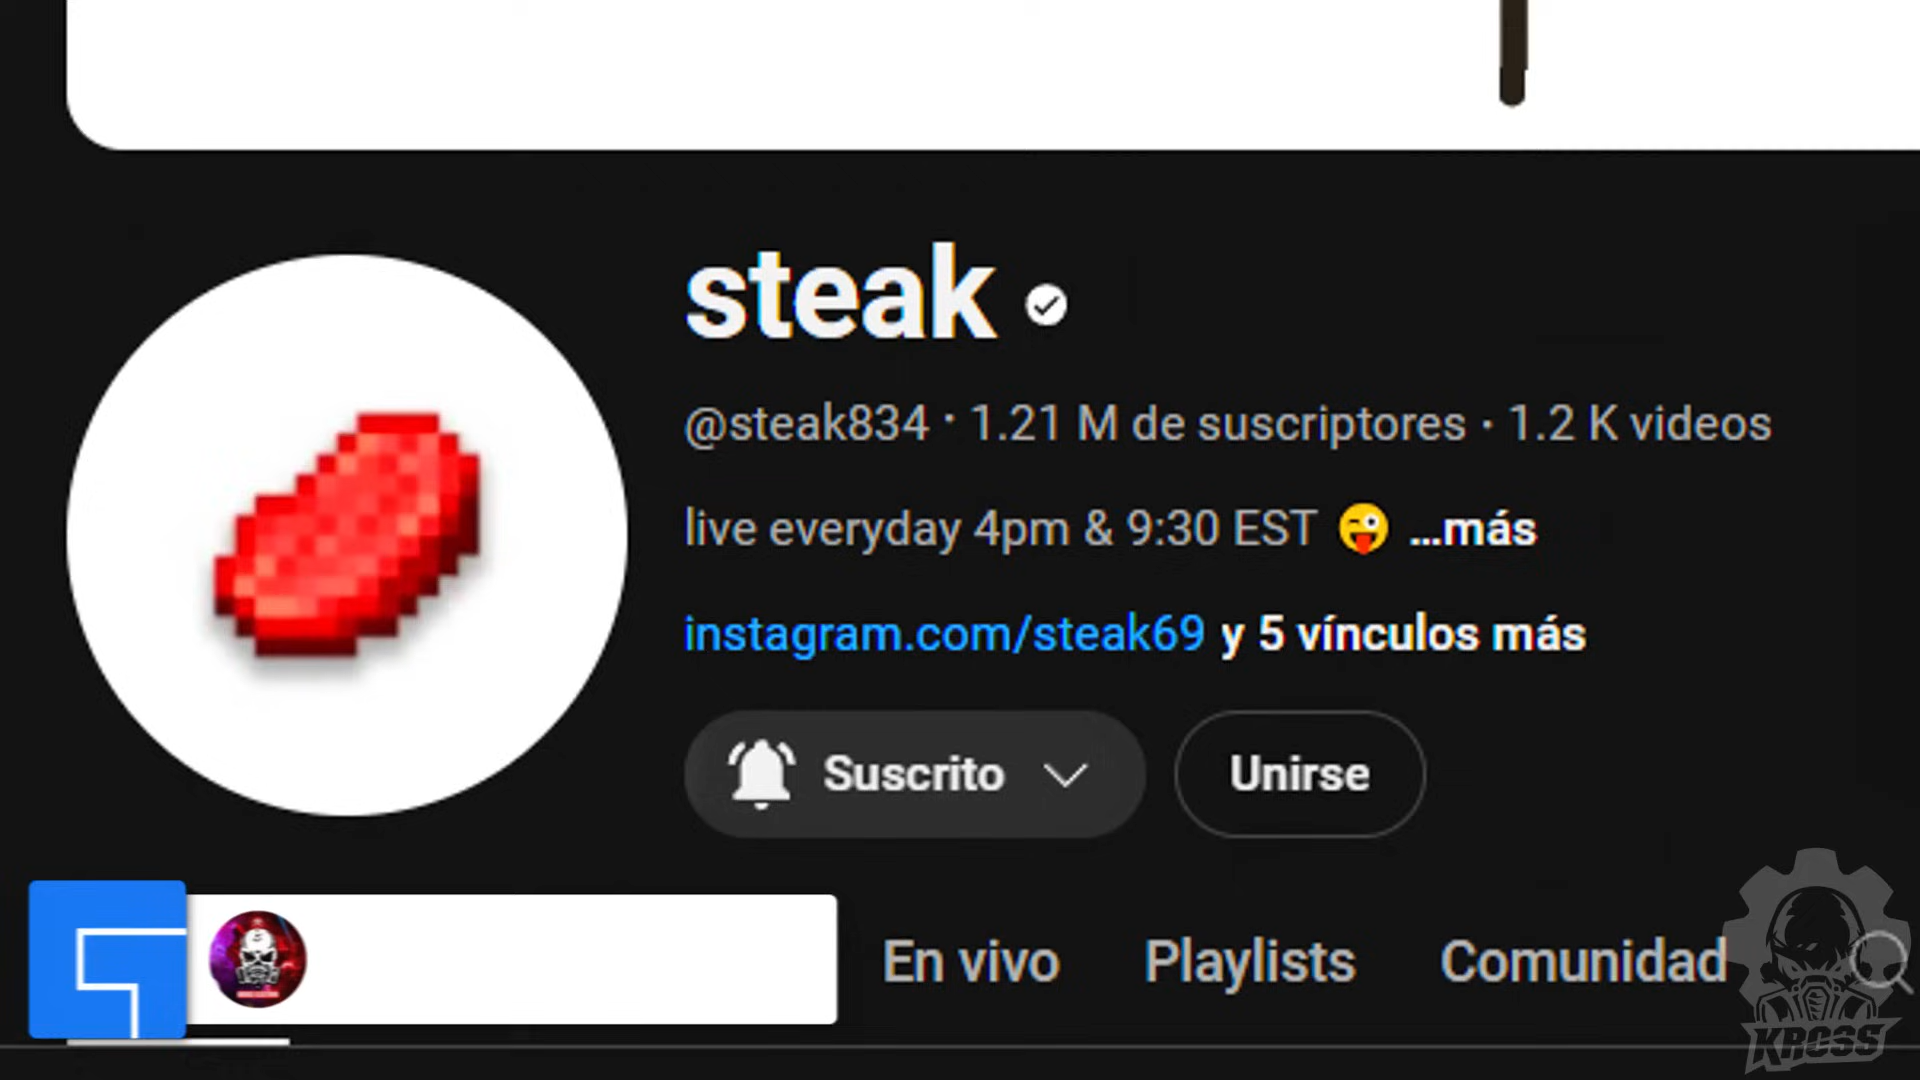 steak
@steak834 · 1.21 M de suscriptores · 1.2 K videos
live everyday 4pm & 9:30 EST 😜 ...más
instagram.com/steak69 y 5 vínculos más
Suscrito
Unirse
En vivo Playlists Comunidad
KROSS